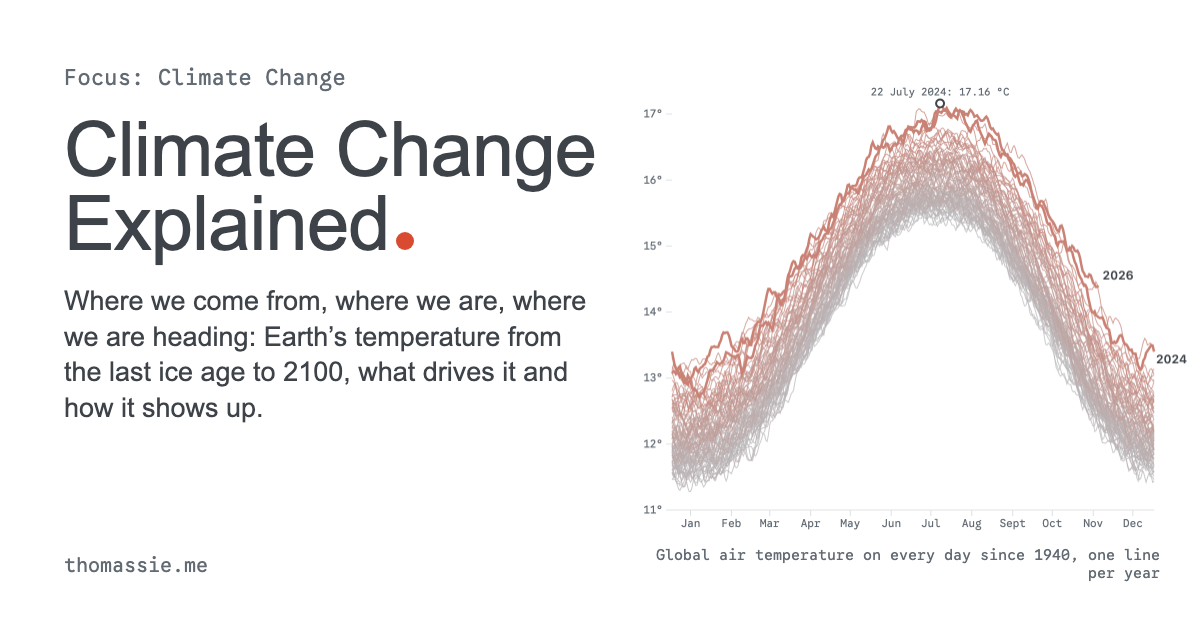 Focus: Climate Change
Climate Change
Explained.
Where we come from, where we are, where
we are heading: Earth’s temperature from
the last ice age to 2100, what drives it and
how it shows up.
thomassie.me
22 July 2024: 17.16 °C
17°
16°
15°
14°
13°
12°
11°
2026
2024
Jan Feb Mar Apr May Jun Jul Aug Sept Oct Nov Dec
Global air temperature on every day since 1940, one line
per year